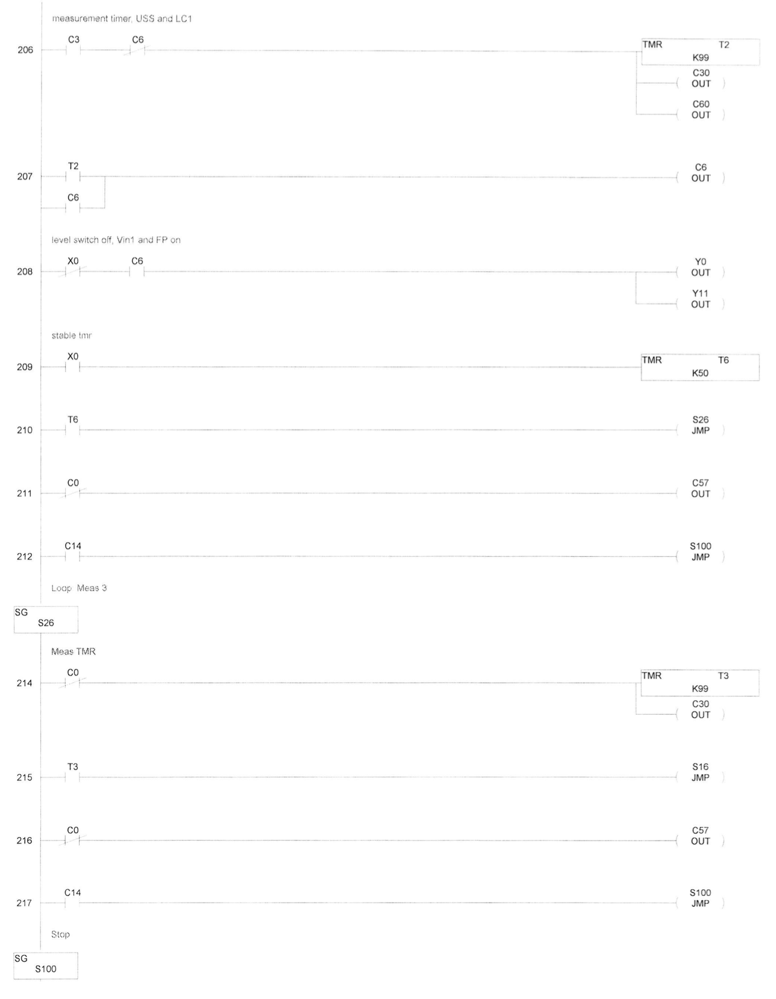 measurement timer, USS and LC1
C3 C6
206
TMR T2
K99
C30
OUT
C60
OUT
T2
207
C6
OUT
C6
level switch off, Vin1 and FP on
X0 C6
208
Y0
OUT
Y11
OUT
stable tmr
X0
209
TMR T6
K50
T6
210
S26
JMP
C0
211
C57
OUT
C14
212
S100
JMP
Loop Meas 3
SG
S26
Meas TMR
C0
214
TMR T3
K99
C30
OUT
T3
215
S16
JMP
C0
216
C57
OUT
C14
217
S100
JMP
Stop
SG
S100